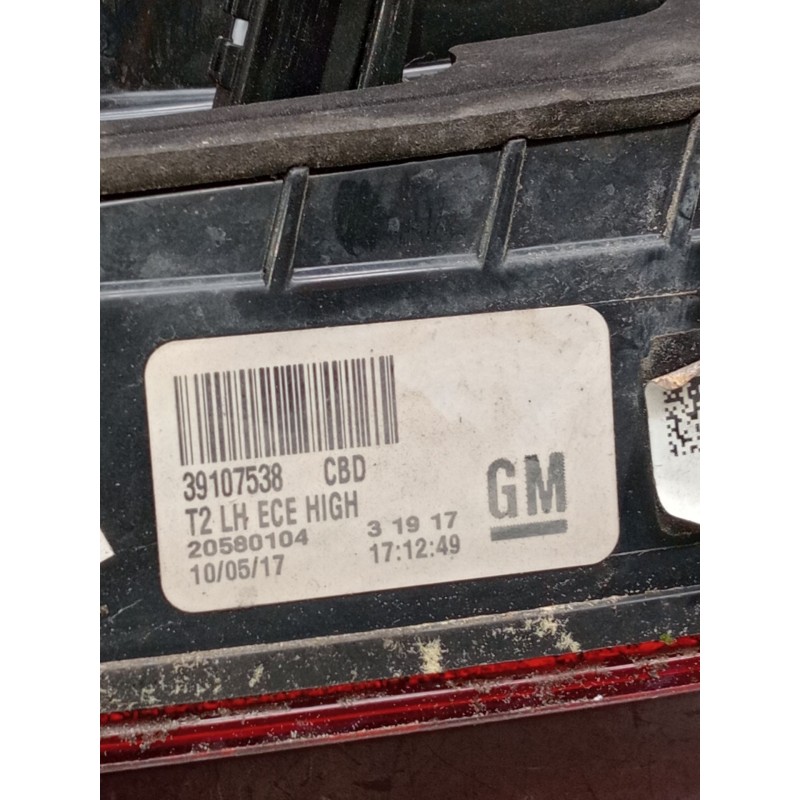 39107538 CBD
T2 LH ECE HIGH
20580104 3 19 17
10/05/17 17:12:49
GM